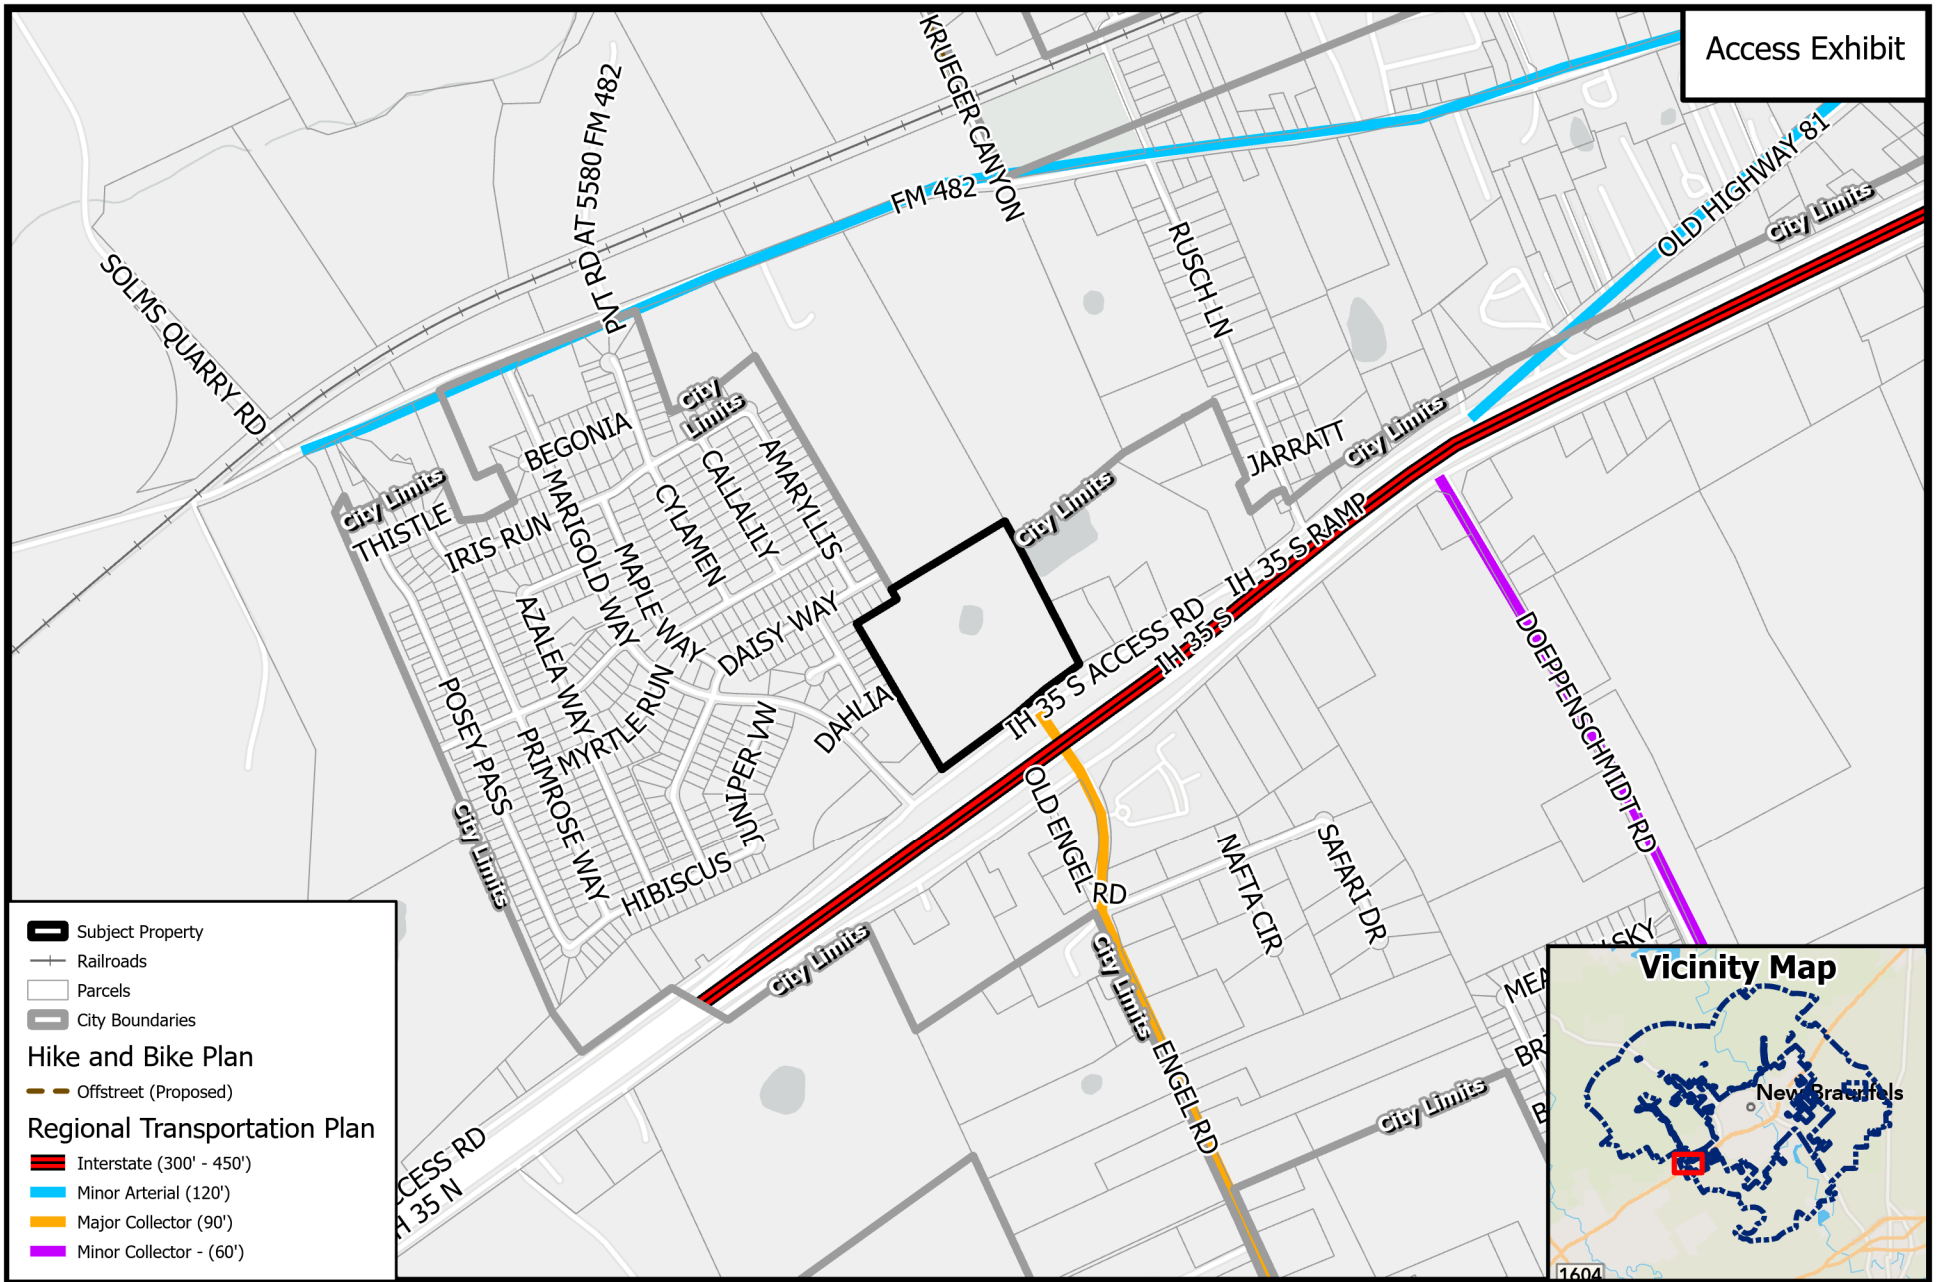 Access Exhibit
KRUEGER CANYON
PVT RD AT 5580 FM 482
FM 482
OLD HIGHWAY 81
City Limits
RUSCH LN
SOLMS QUARRY RD
City
Limits
BEGONIA
JARRATT
City Limits
AMARYLLIS
CALLALILY
CYLAMEN
MARIGOLD WAY
City Limits
THISTLE
IRIS RUN
City Limits
MAPLE WAY
IH 35 S RAMP
AZALEA WAY
DAISY WAY
IH 35 S ACCESS RD
IH 35 S
DOEPPENSCHMIDT RD
POSEY PASS
MYRTLE RUN
DAHLIA
PRIMROSE WAY
JUNIPER VW
OLD ENGEL
RD
City Limits
HIBISCUS
NAFTA CIR
SAFARI DR
City Limits
City Limits
ENGEL RD
City Limits
SKY
MEA
BRI
B
CCESS RD
H 35 N
Subject Property
Railroads
Parcels
City Boundaries
Hike and Bike Plan
Offstreet (Proposed)
Regional Transportation Plan
Interstate (300' - 450')
Minor Arterial (120')
Major Collector (90')
Minor Collector - (60')
Vicinity Map
New Braunfels
1604